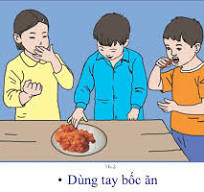 • Dùng tay bốc ăn